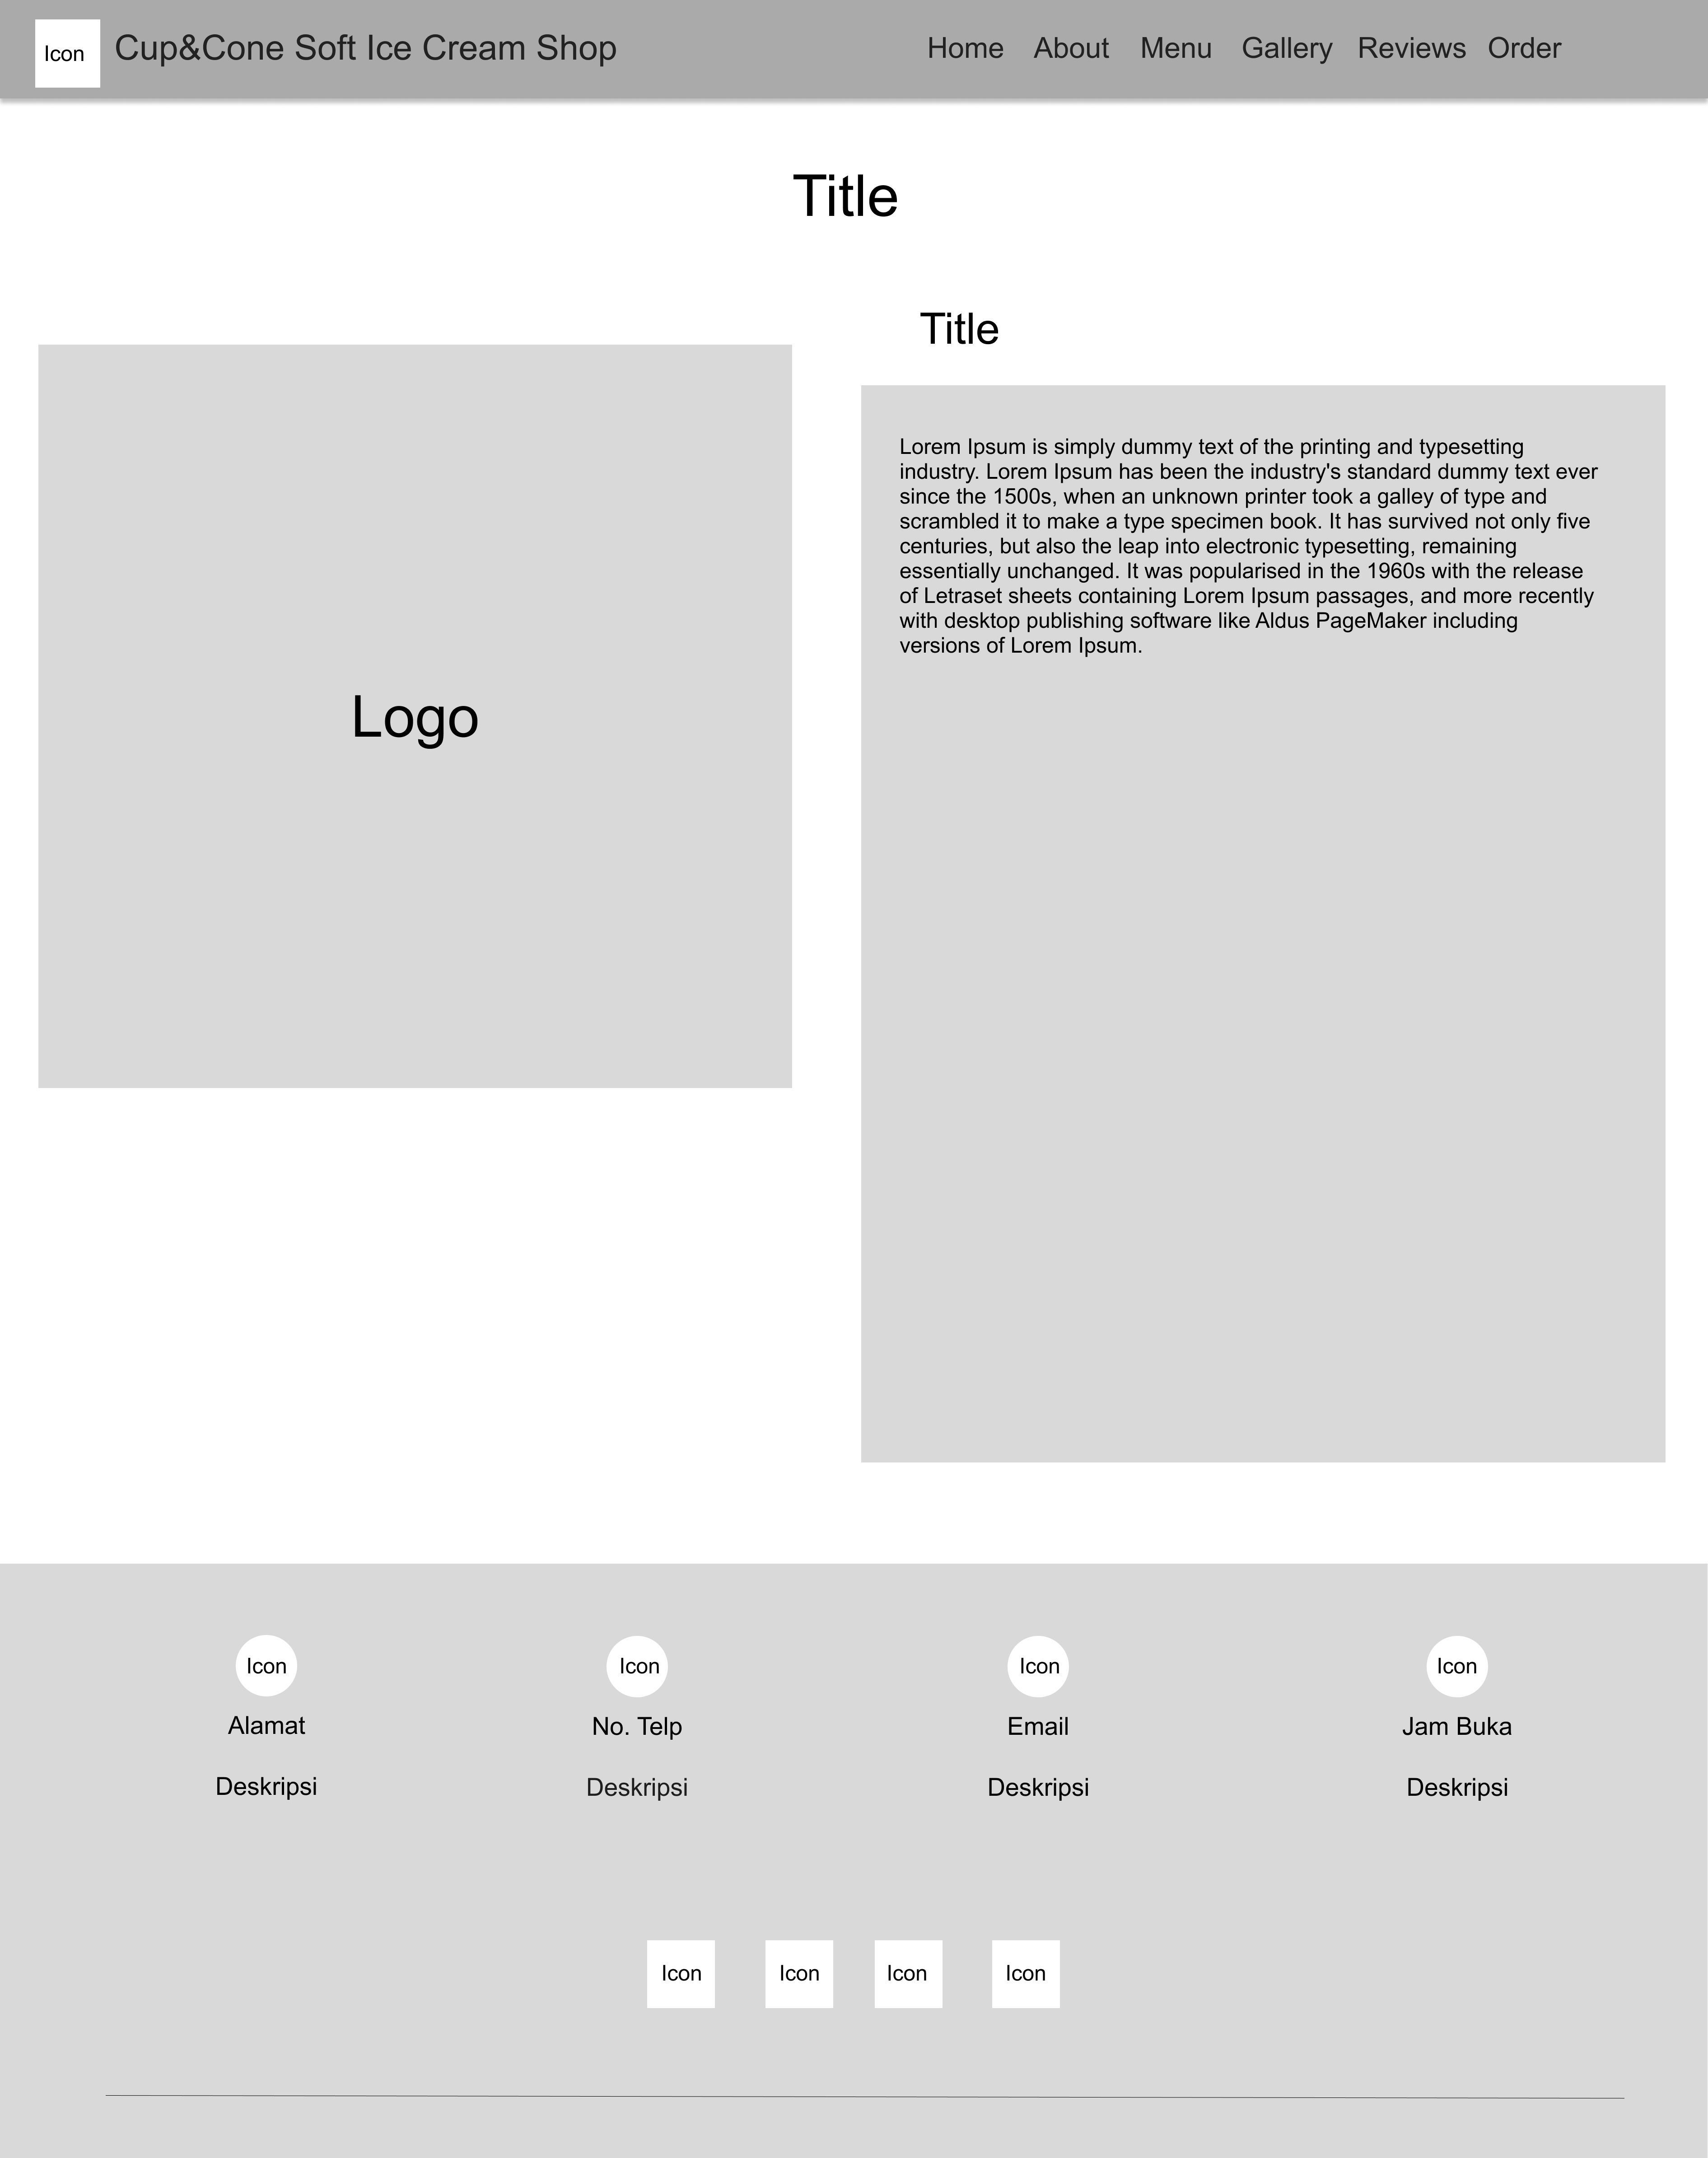 Icon
Cup&Cone Soft Ice Cream Shop
Home About Menu Gallery Reviews Order
Title
Title
Logo
Lorem Ipsum is simply dummy text of the printing and typesetting
industry. Lorem Ipsum has been the industry's standard dummy text ever
since the 1500s, when an unknown printer took a galley of type and
scrambled it to make a type specimen book. It has survived not only five
centuries, but also the leap into electronic typesetting, remaining
essentially unchanged. It was popularised in the 1960s with the release
of Letraset sheets containing Lorem Ipsum passages, and more recently
with desktop publishing software like Aldus PageMaker including
versions of Lorem Ipsum.
Icon
Alamat
Deskripsi
Icon
No. Telp
Deskripsi
Icon
Email
Deskripsi
Icon
Jam Buka
Deskripsi
Icon
Icon
Icon
Icon